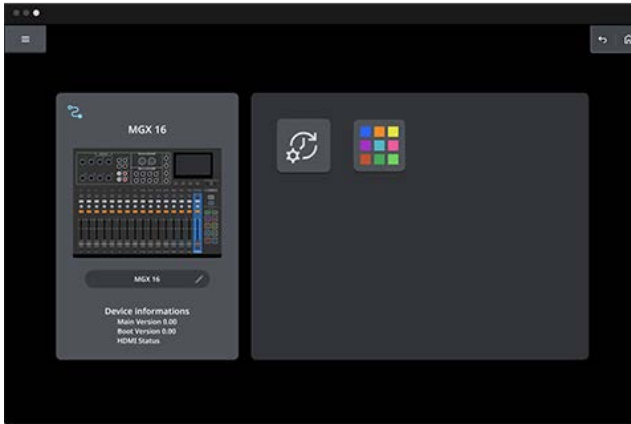 MGX 16
MGX 16
Device informations
Main Version 0.00
Boot Version 0.00
HDMI Status